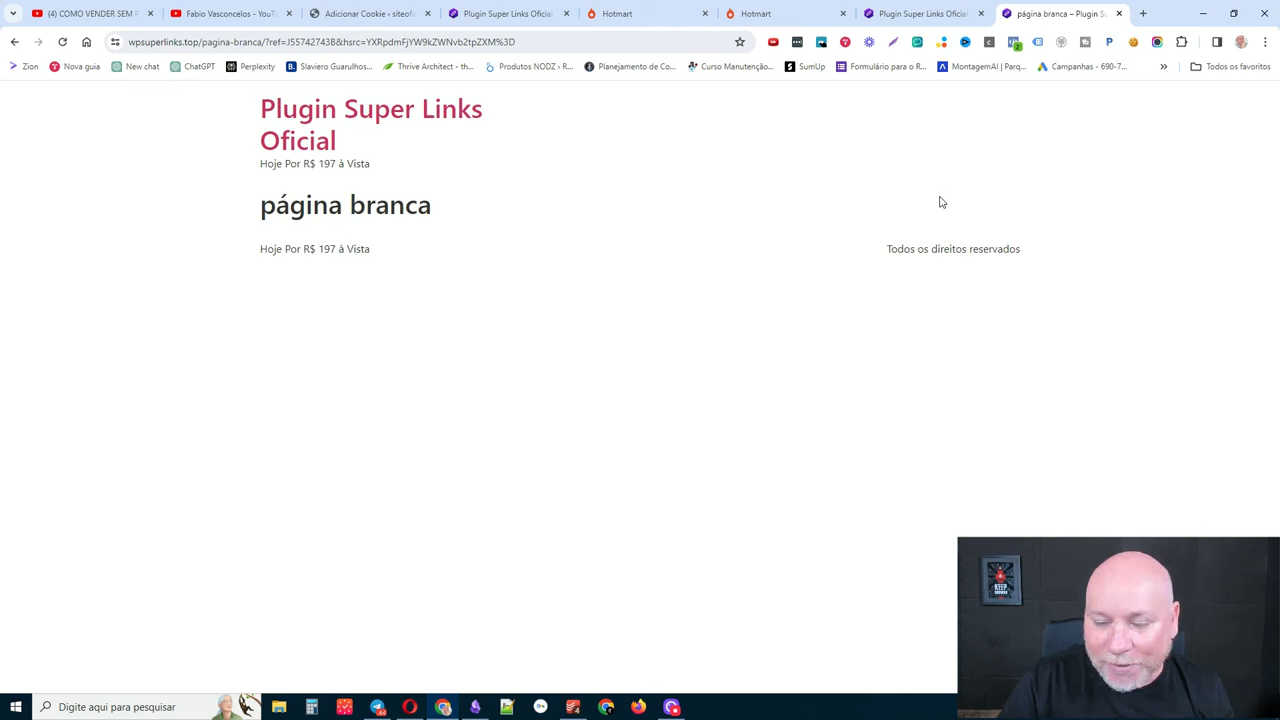 (4) COMO VENDER SEM F
Fabio Vasconcelos - YouT
Adicionar Cookie ‹ siteofic
Plugin Super Links Oficial
Hotmart
Hotmart
Plugin Super Links Oficial
página branca – Plugin S
wpsuperlinks.top/pagina-branca/?ref=J55742743B&hsrc=YXRpdmFjYW9kZWNvb2tpZXM%3D
2
Zion
Nova guia
New chat
ChatGPT
Perplexity
Slaviero Guarulhos...
Thrive Architect - th...
Produtos NODZ › R...
Planejamento de Co...
Curso Manutenção...
SumUp
Formulário para o R...
MontagemAI | Parq...
Campanhas - 690-7...
»
Todos os favoritos
Plugin Super Links
Oficial
Hoje Por R$ 197 à Vista
página branca
Hoje Por R$ 197 à Vista
Todos os direitos reservados
KEEP
Digite aqui para pesquisar